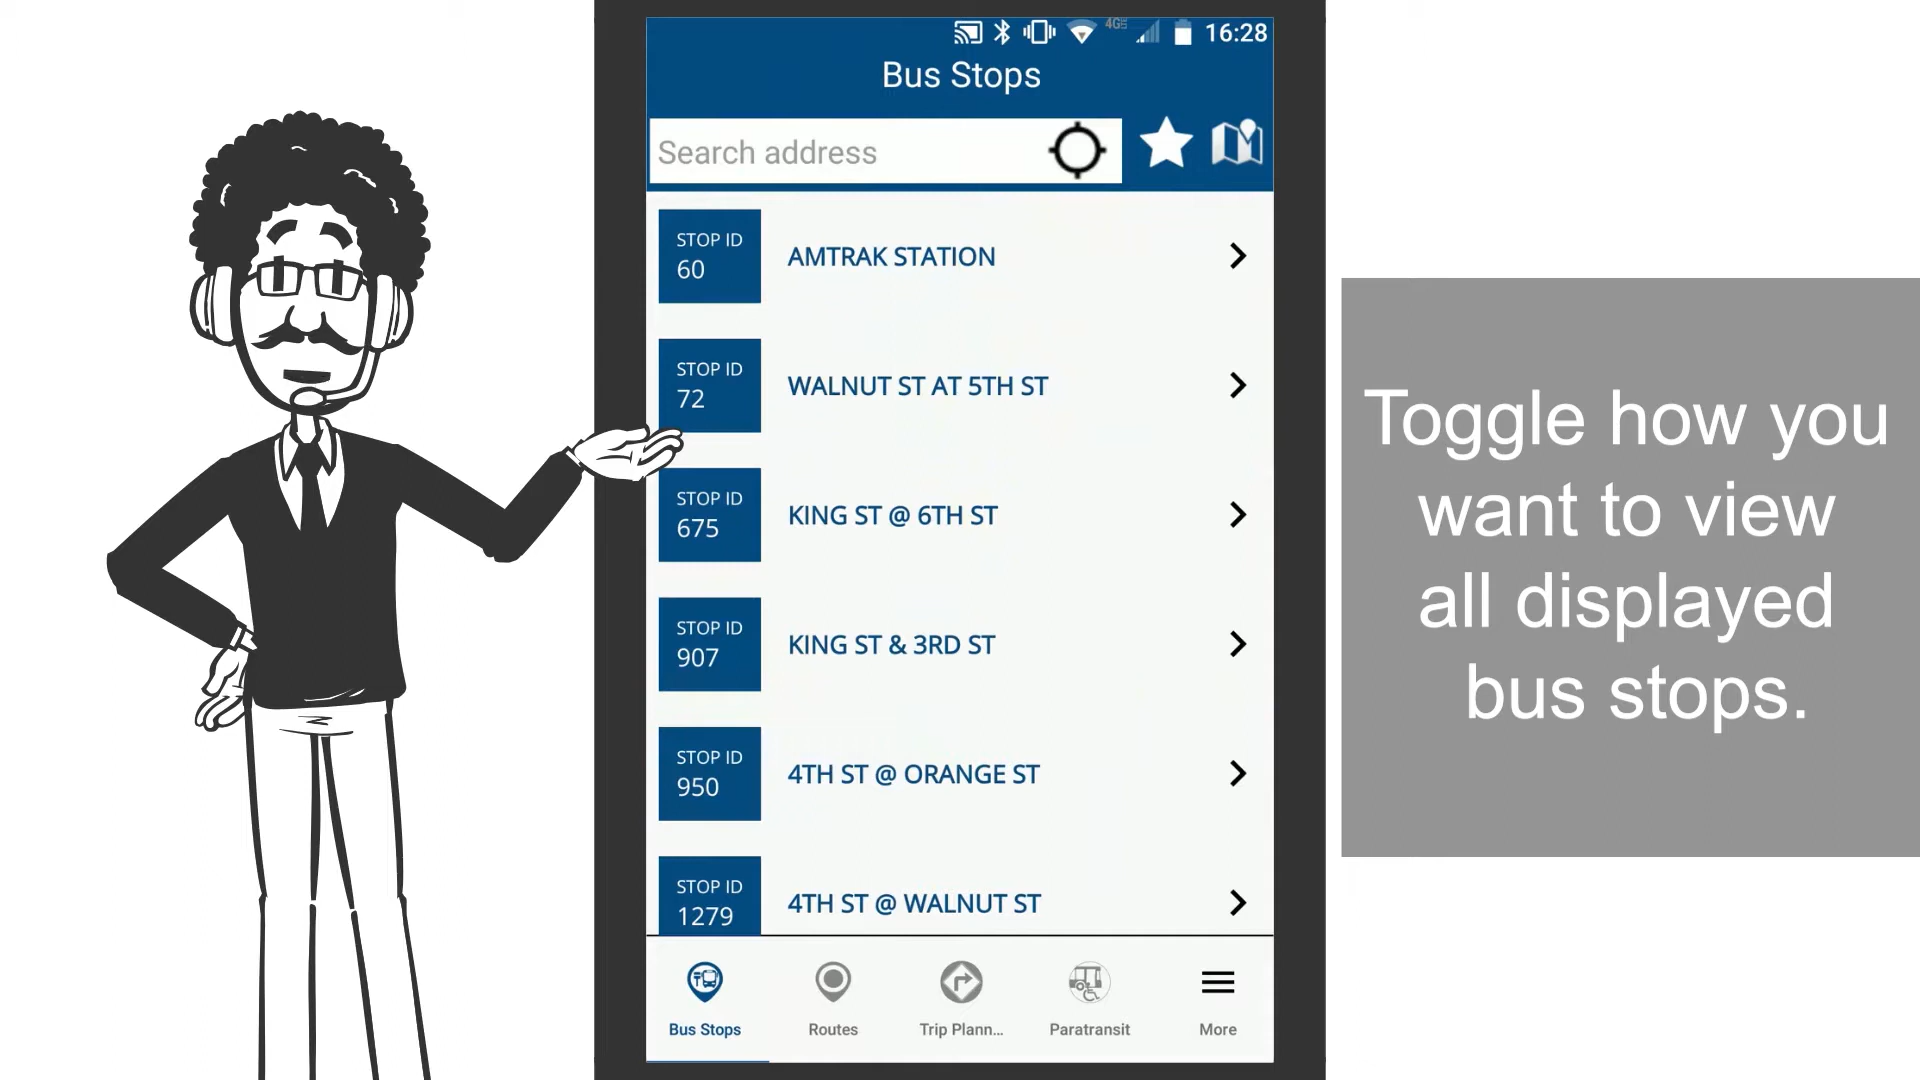 4G
16:28
Bus Stops
Search address
STOP ID
60
AMTRAK STATION
STOP ID
72
WALNUT ST AT 5TH ST
STOP ID
675
KING ST @ 6TH ST
STOP ID
907
KING ST & 3RD ST
STOP ID
950
4TH ST @ ORANGE ST
STOP ID
1279
4TH ST @ WALNUT ST
Bus Stops
Routes
Trip Plann...
Paratransit
More
Toggle how you
want to view
all displayed
bus stops.